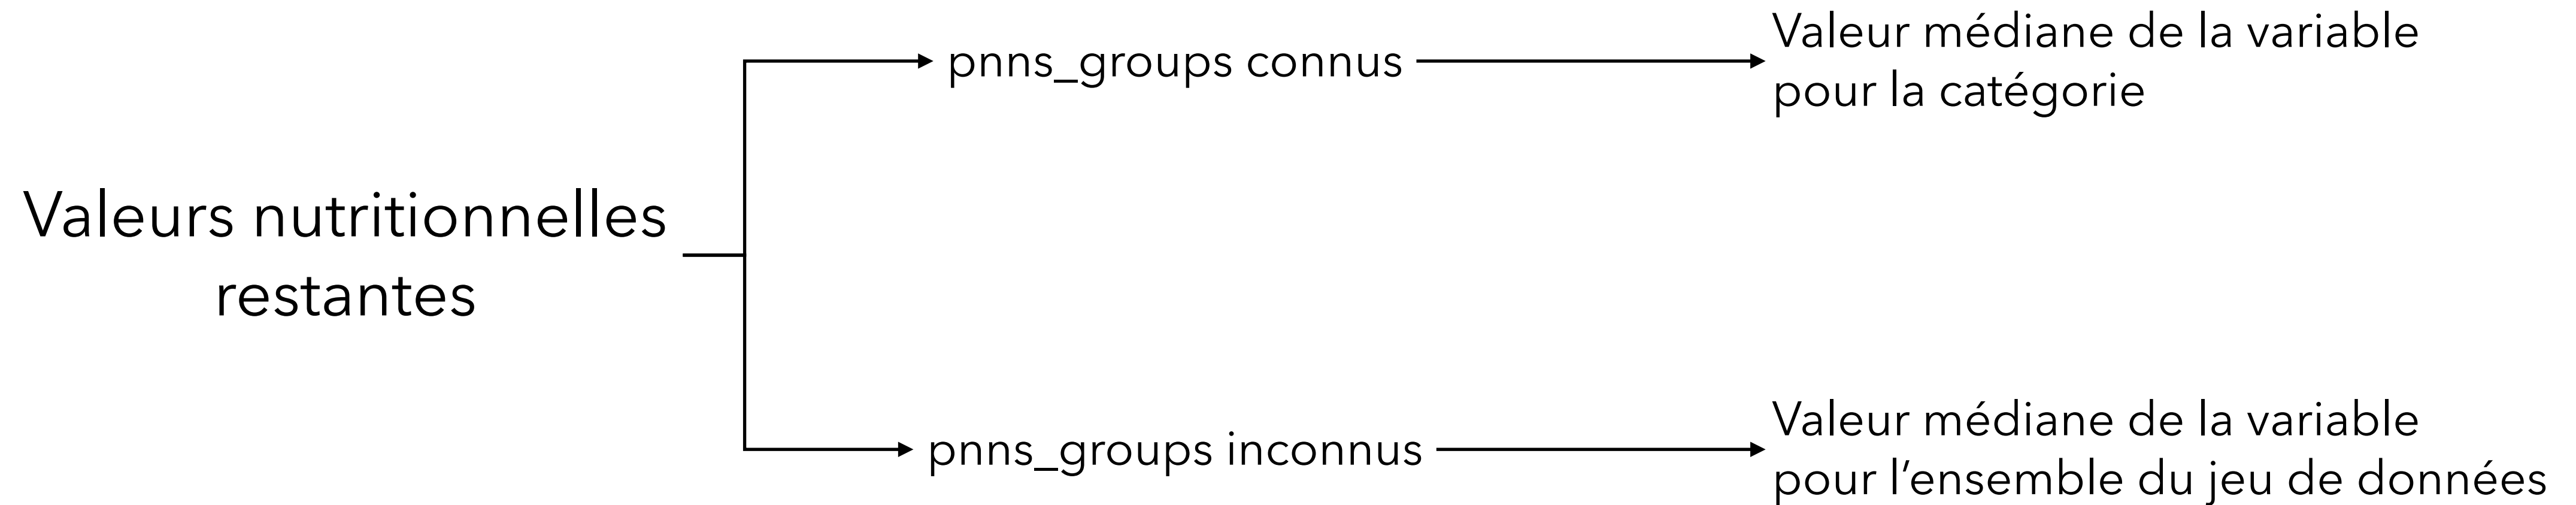 Valeurs nutritionnelles
restantes
pnns_groups connus
Valeur médiane de la variable
pour la catégorie
pnns_groups inconnus
Valeur médiane de la variable
pour l’ensemble du jeu de données